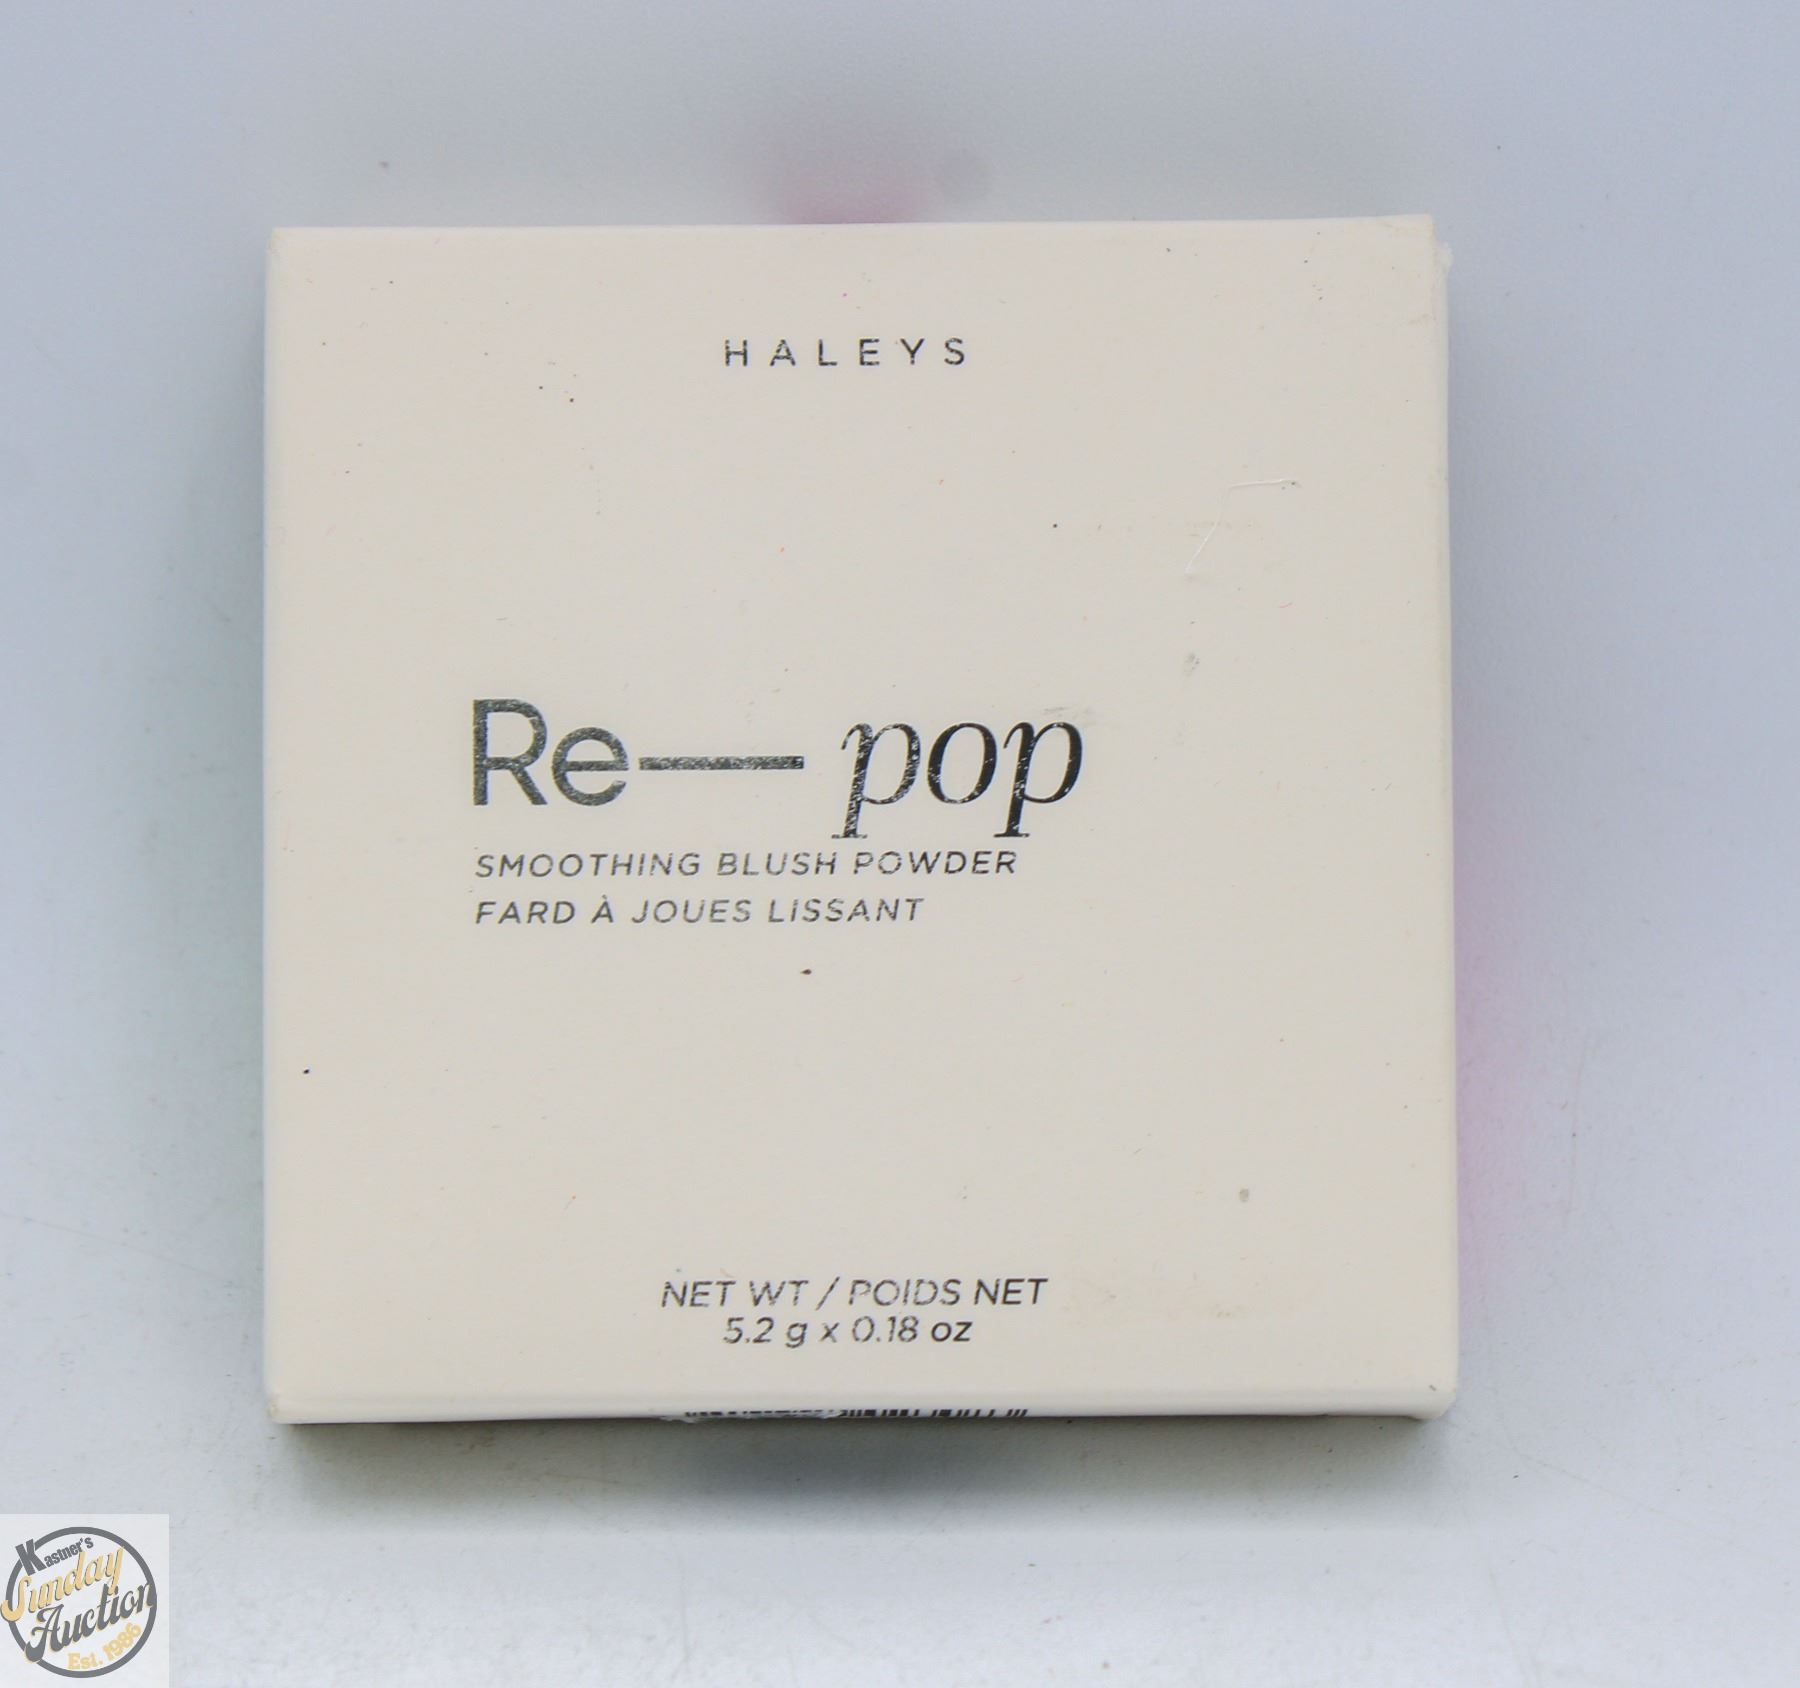 HALEYS
Re— pop
SMOOTHING BLUSH POWDER
FARD À JOUES LISSANT
NET WT / POIDS NET
5.2 g x 0.18 oz
Kastner's
Sunday
Auction
Est. 1986